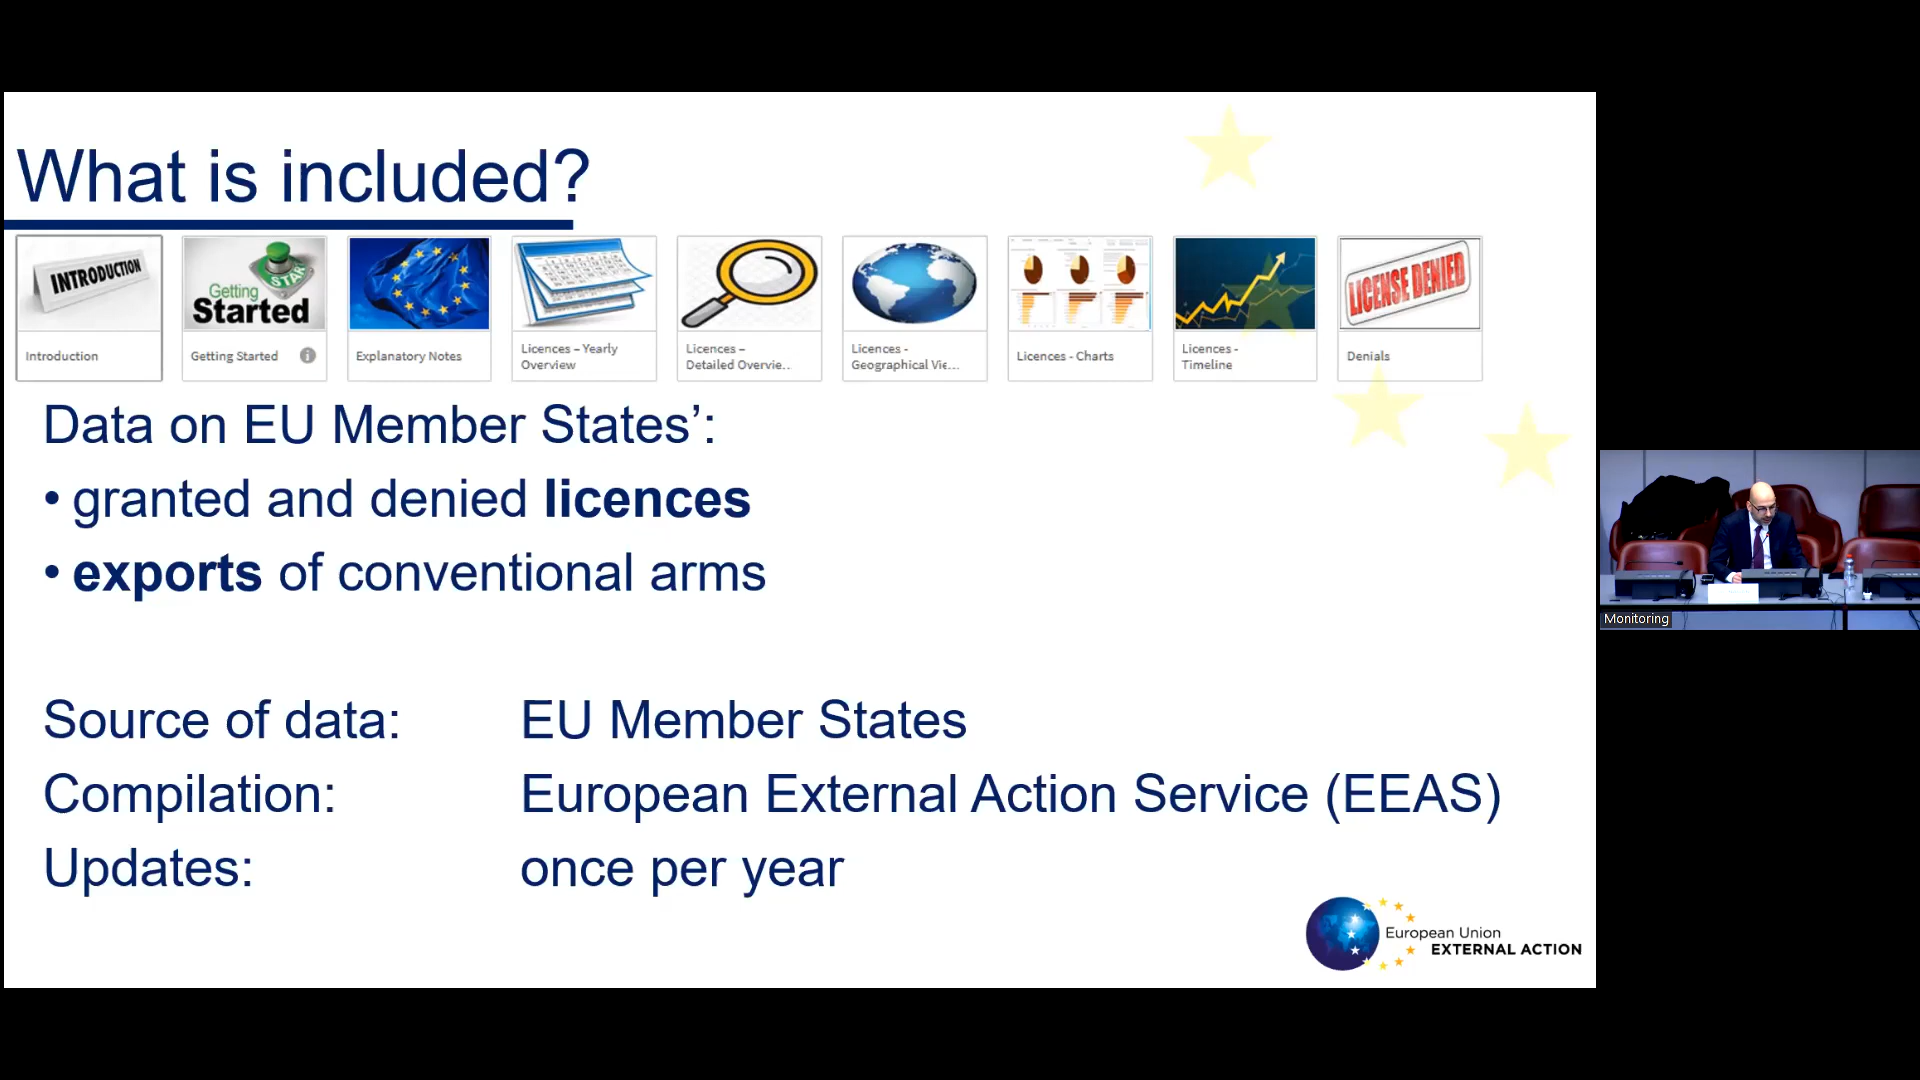 What is included?
INTRODUCTION
Getting
Started
START
LICENSE DENIED
Introduction
Getting Started
Explanatory Notes
Licences – Yearly
Overview
Licences –
Detailed Overvie...
Licences -
Geographical Vie...
Licences - Charts
Licences -
Timeline
Denials
Data on EU Member States’:
• granted and denied licences
• exports of conventional arms
Source of data: EU Member States
Compilation: European External Action Service (EEAS)
Updates: once per year
European Union
EXTERNAL ACTION
Monitoring